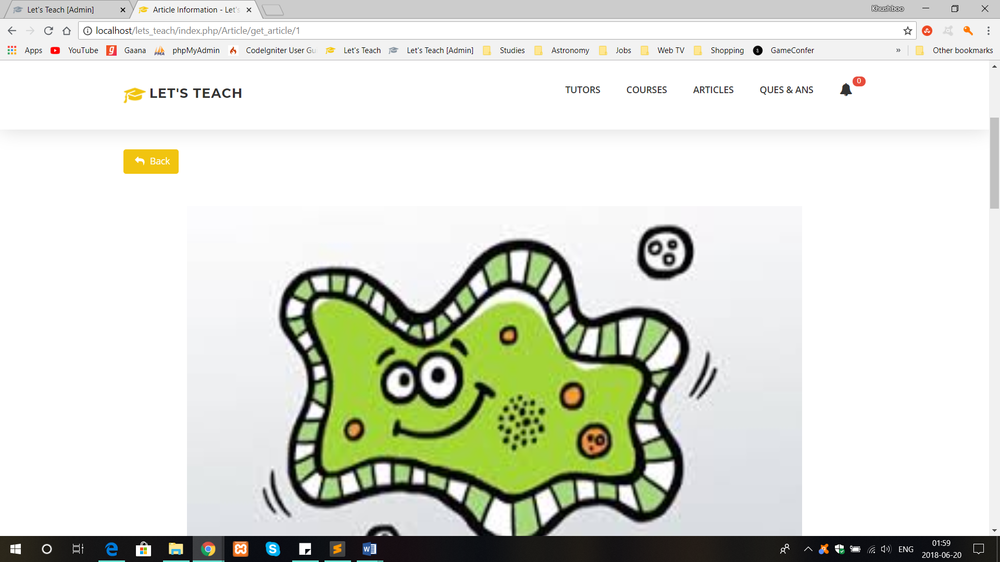 Let's Teach [Admin]
Article Information - Let's
Khushboo
localhost/lets_teach/index.php/Article/get_article/1
Apps YouTube Gaana phpMyAdmin CodeIgniter User Gu Let's Teach Let's Teach [Admin] Studies Astronomy Jobs Web TV Shopping GameConfer » Other bookmarks
LET'S TEACH
TUTORS COURSES ARTICLES QUES & ANS 0
Back
ENG
01:59
2018-06-20